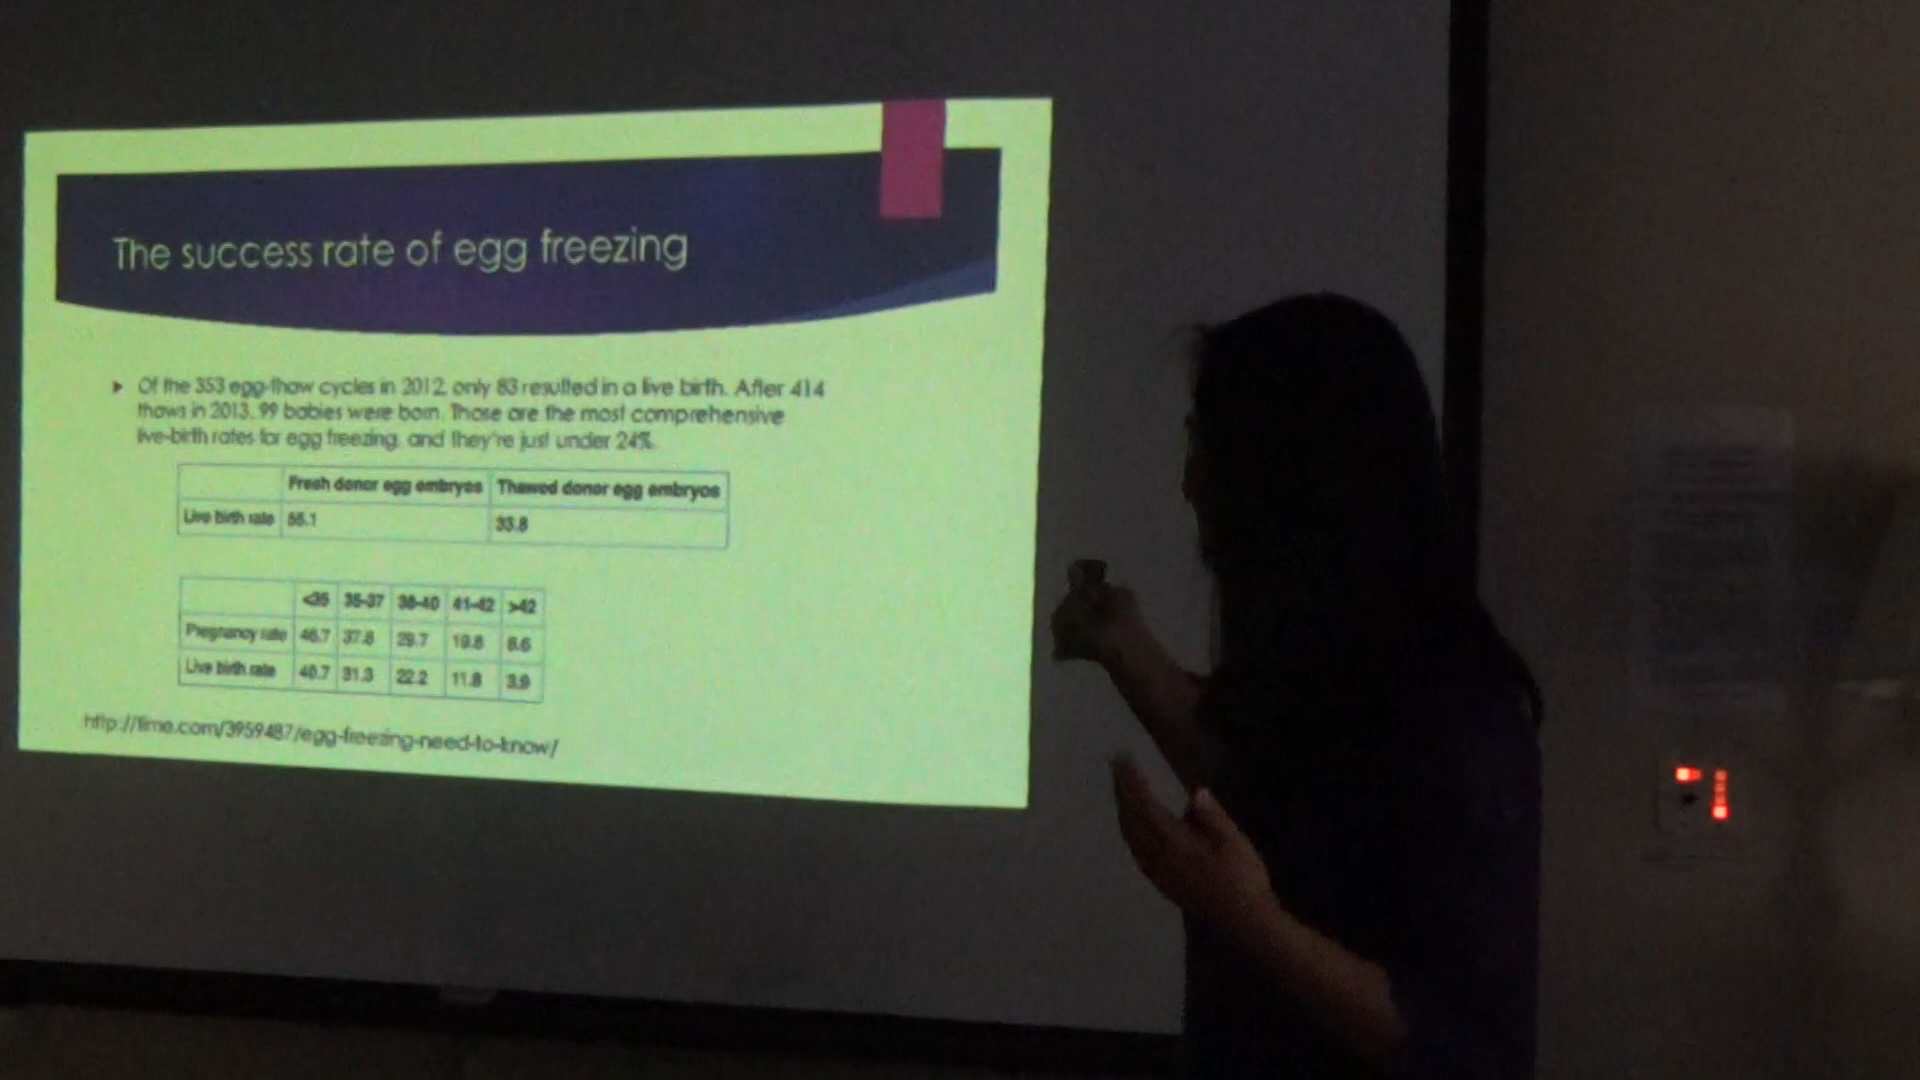 The success rate of egg freezing
Of the 353 egg-thaw cycles in 2012, only 83 resulted in a live birth. After 414
thaws in 2013, 99 babies were born. Those are the most comprehensive
live-birth rates for egg freezing, and they're just under 24%.
Fresh donor egg embryos Thawed donor egg embryos
Live birth rate 55.1 33.8
<35 35-37 38-40 41-42 >42
Pregnancy rate 46.7 37.8 29.7 19.8 8.6
Live birth rate 40.7 31.3 22.2 11.8 3.9
http://time.com/3959487/egg-freezing-need-to-know/